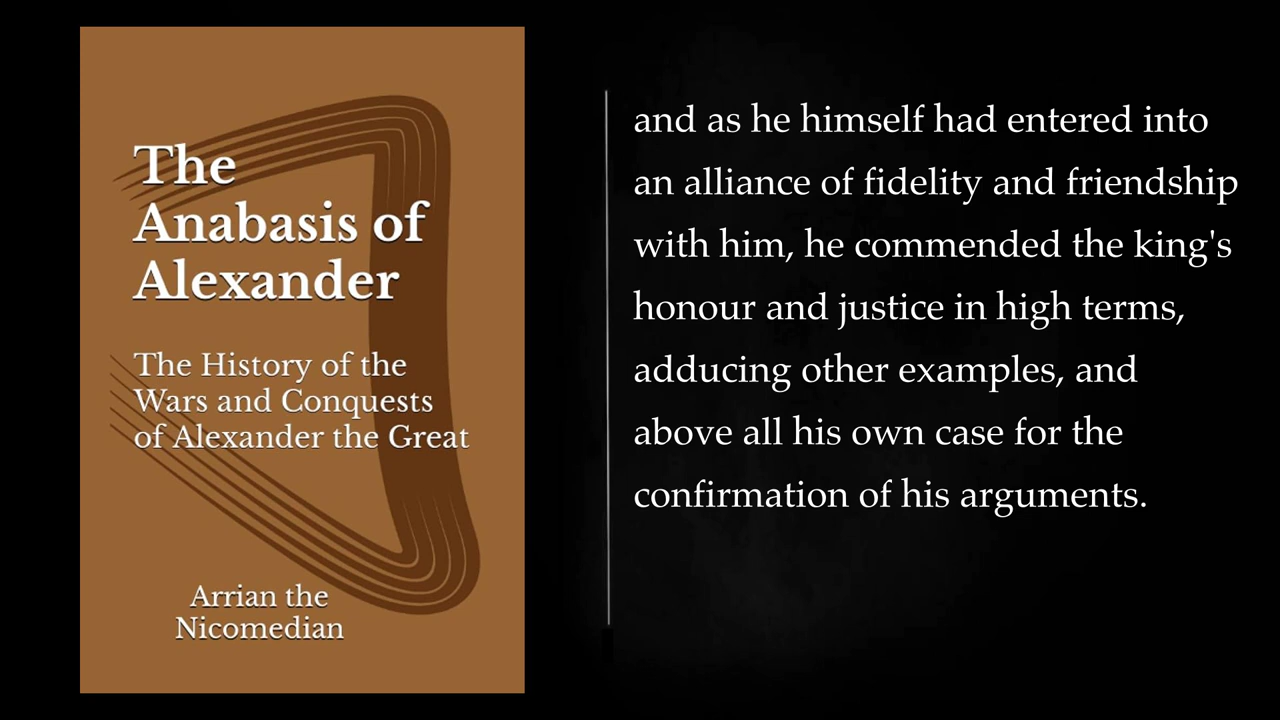 The
Anabasis of
Alexander
The History of the
Wars and Conquests
of Alexander the Great
Arrian the
Nicomedian
and as he himself had entered into
an alliance of fidelity and friendship
with him, he commended the king's
honour and justice in high terms,
adducing other examples, and
above all his own case for the
confirmation of his arguments.